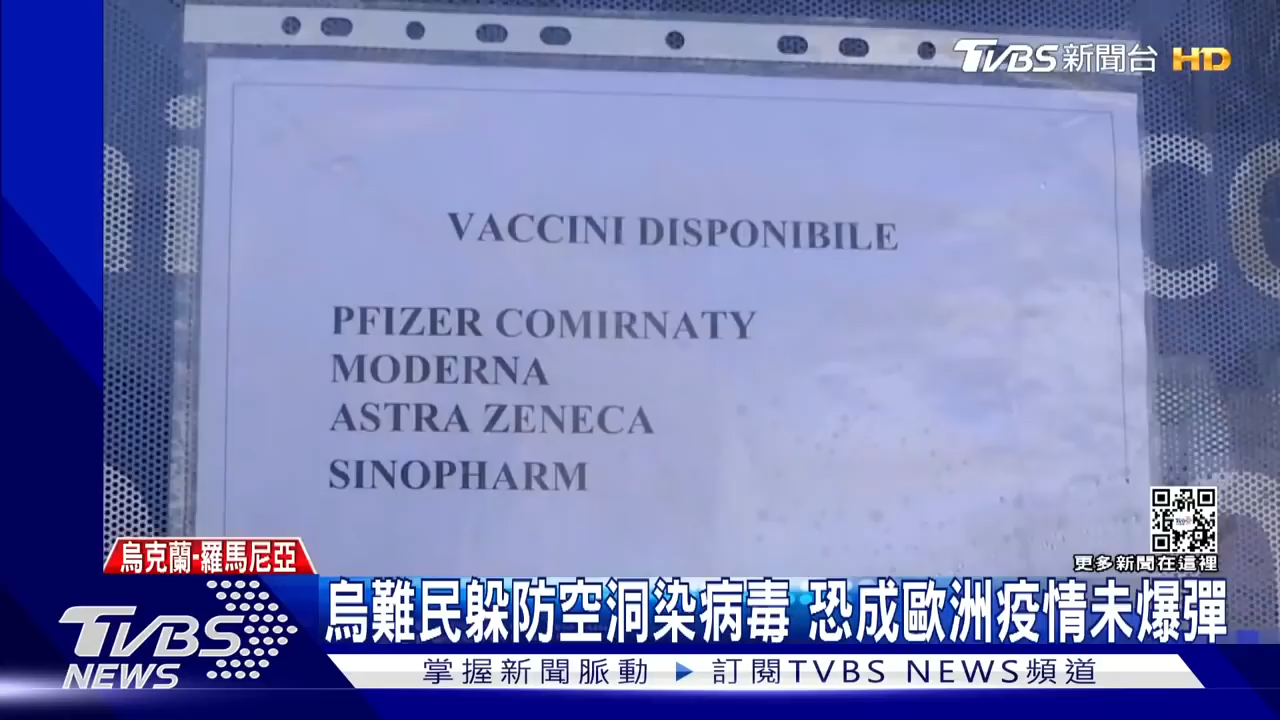 TVBS新聞台 HD
VACCINI DISPONIBILE
PFIZER COMIRNATY
MODERNA
ASTRA ZENECA
SINOPHARM
更多新聞在這裡
烏克蘭-羅馬尼亞
烏難民躲防空洞染病毒 恐成歐洲疫情未爆彈
TVBS NEWS
掌握新聞脈動 ▶ 訂閱TVBS NEWS頻道